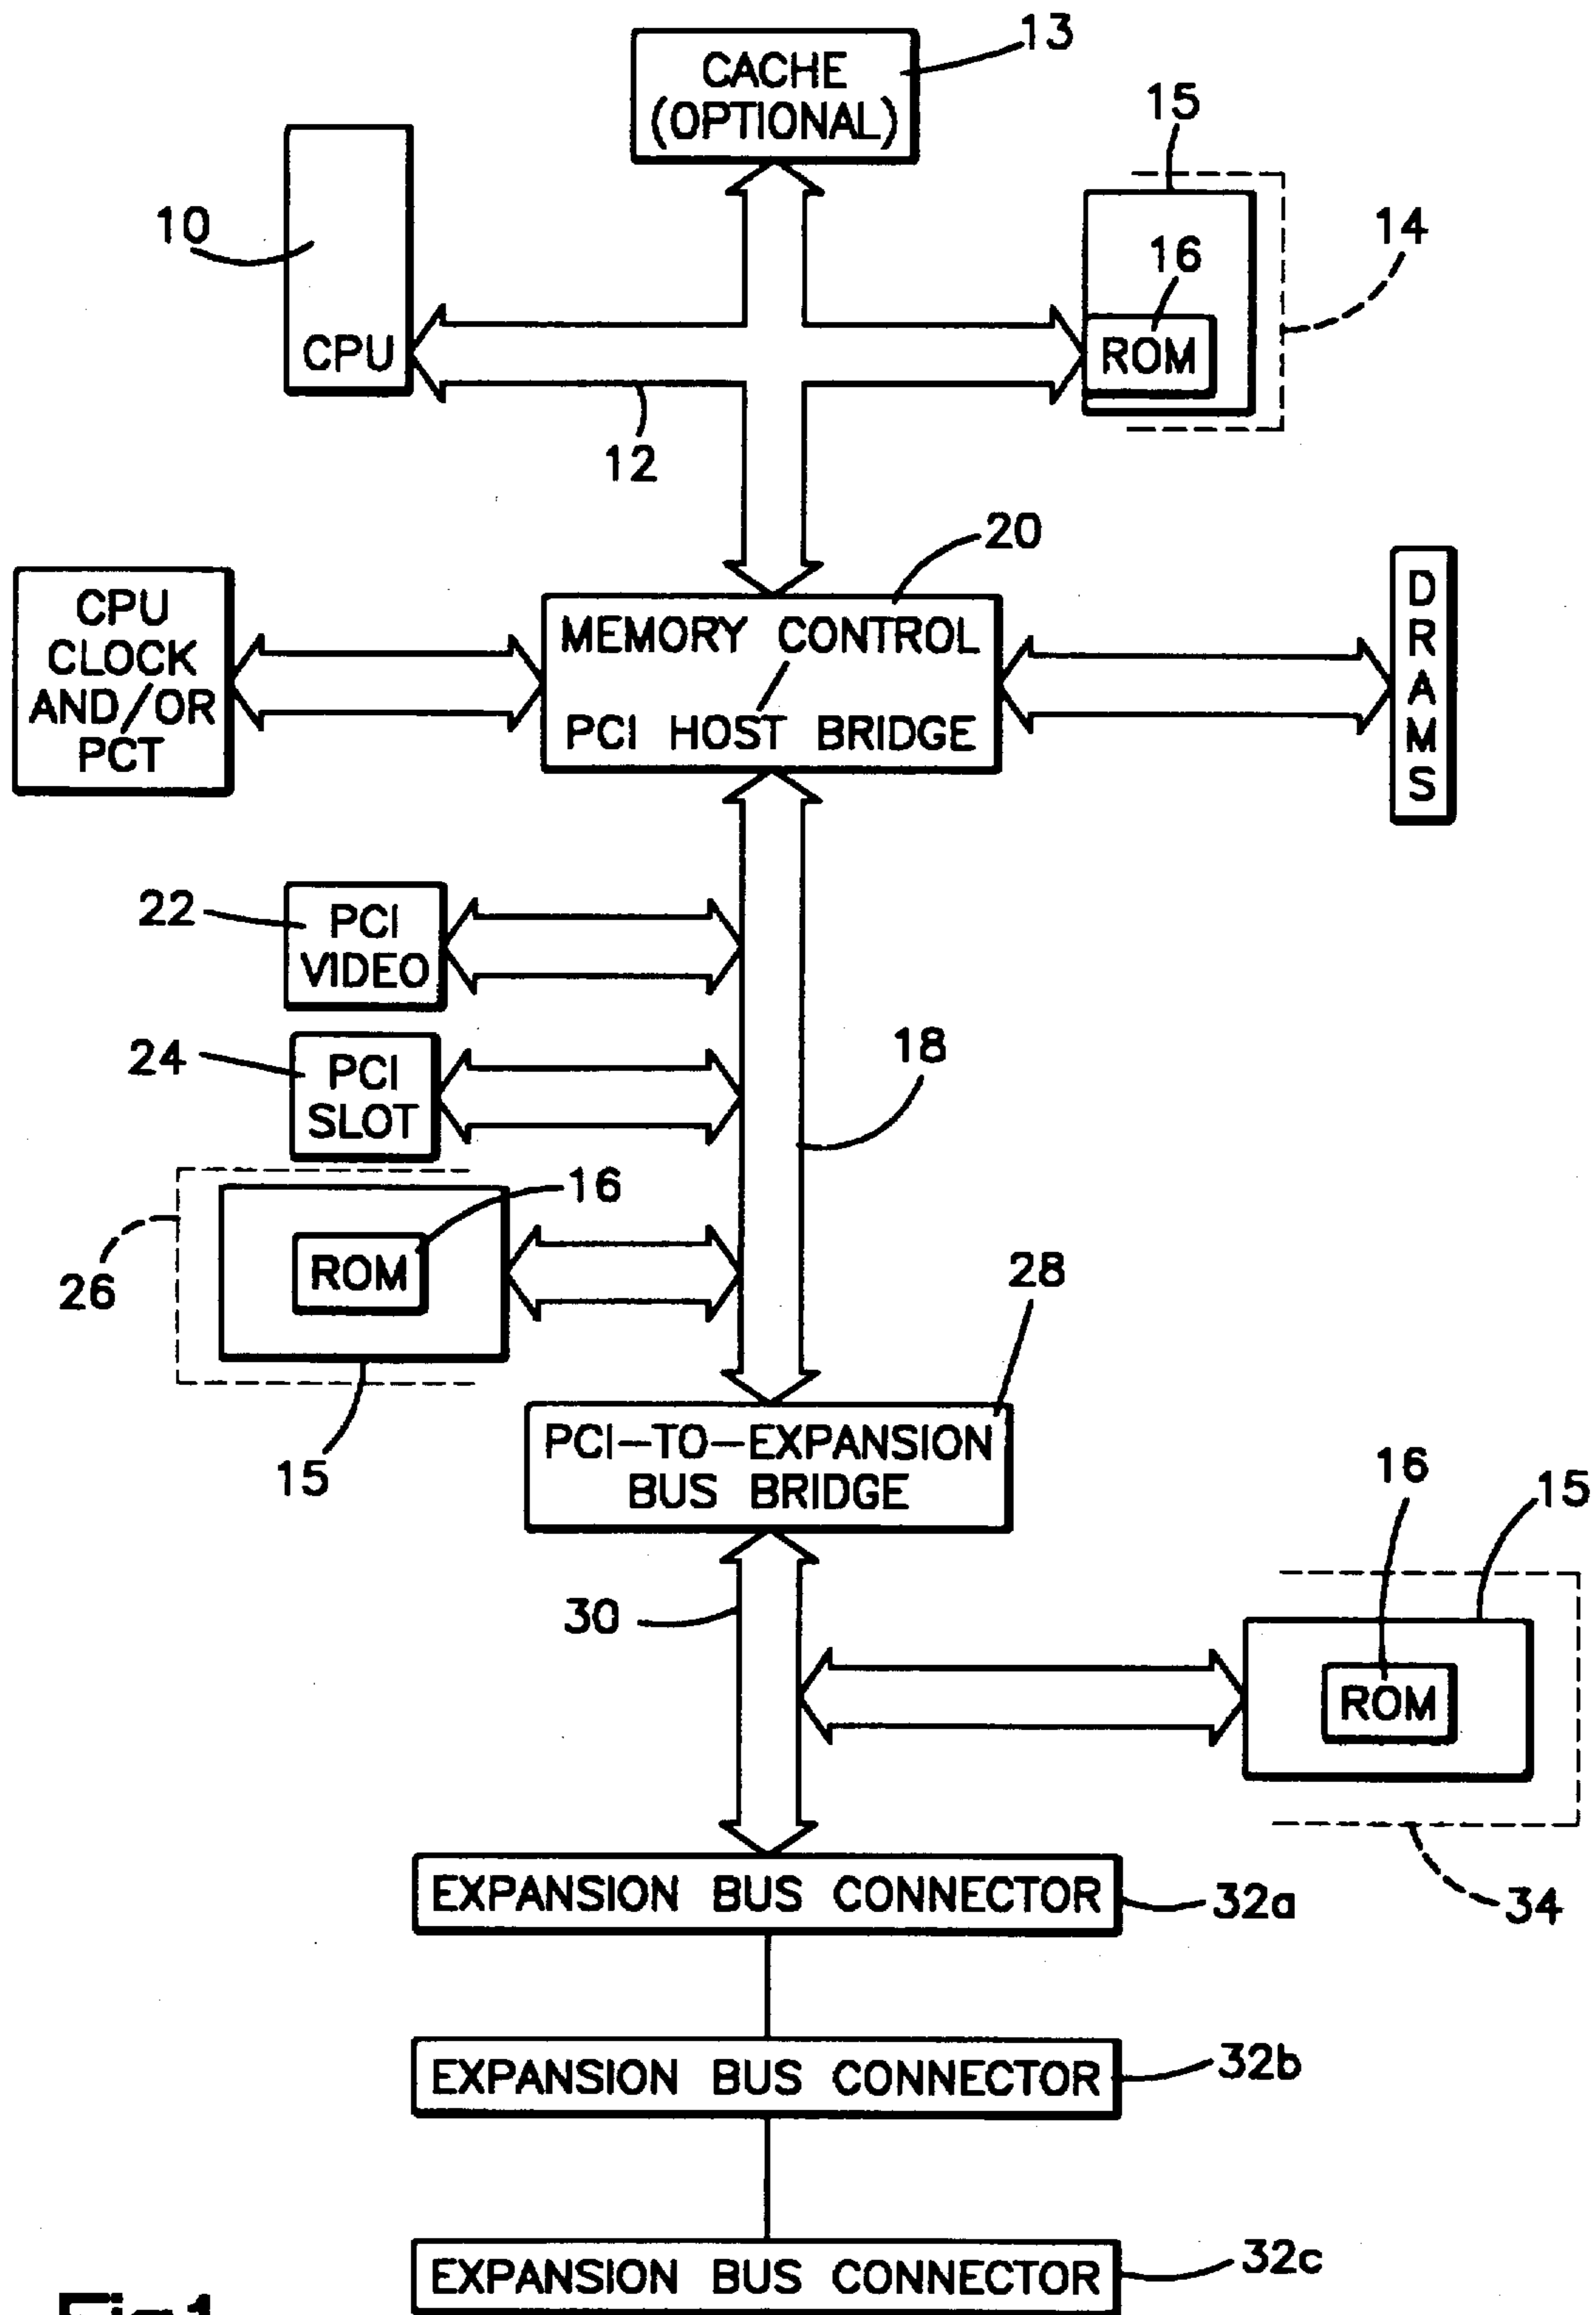 13
CACHE
(OPTIONAL)
15
10
14
16
CPU
ROM
12
20
CPU
CLOCK
AND/OR
PCT
MEMORY CONTROL
/
PCI HOST BRIDGE
D
R
A
M
S
22
PCI
VIDEO
18
24
PCI
SLOT
16
26
ROM
28
15
PCI-TO-EXPANSION
BUS BRIDGE
16
15
30
ROM
EXPANSION BUS CONNECTOR
32a
34
EXPANSION BUS CONNECTOR
32b
EXPANSION BUS CONNECTOR
32c
Fig1